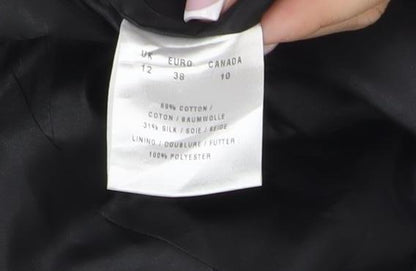 UK EURO CANADA
12 38 10
69% COTTON /
COTON / BAUMWOLLE
31% SILK / SOIE / SEIDE
LINING / DOUBLURE / FUTTER
100% POLYESTER